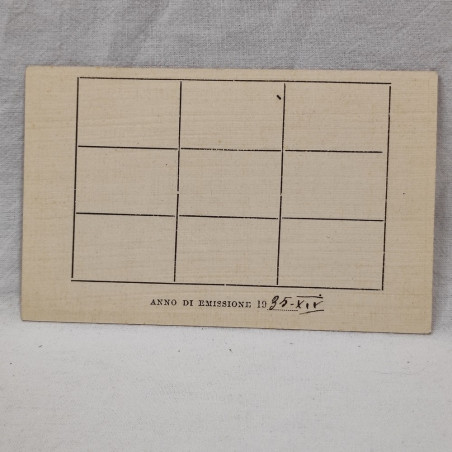 ANNO DI EMISSIONE 1935-XIV